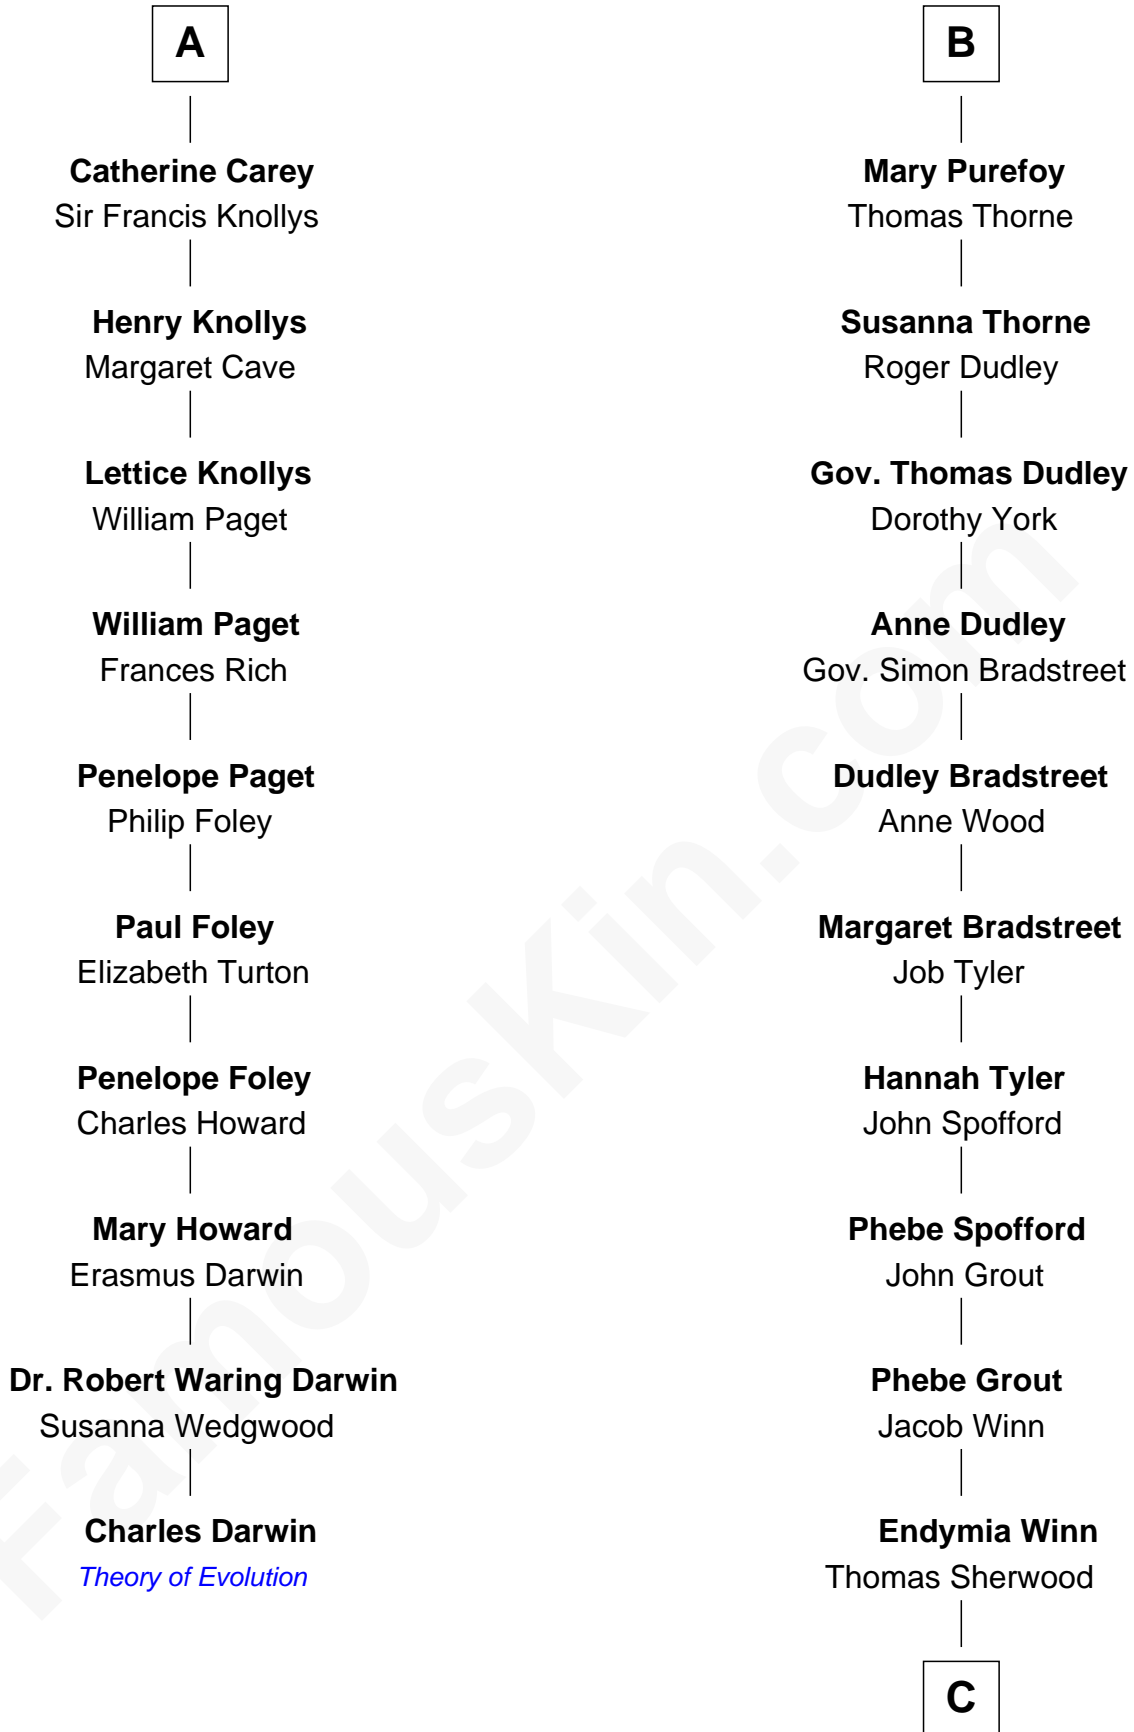 A
Catherine Carey
Sir Francis Knollys
Henry Knollys
Margaret Cave
Lettice Knollys
William Paget
William Paget
Frances Rich
Penelope Paget
Philip Foley
Paul Foley
Elizabeth Turton
Penelope Foley
Charles Howard
Mary Howard
Erasmus Darwin
Dr. Robert Waring Darwin
Susanna Wedgwood
Charles Darwin
Theory of Evolution
B
Mary Purefoy
Thomas Thorne
Susanna Thorne
Roger Dudley
Gov. Thomas Dudley
Dorothy York
Anne Dudley
Gov. Simon Bradstreet
Dudley Bradstreet
Anne Wood
Margaret Bradstreet
Job Tyler
Hannah Tyler
John Spofford
Phebe Spofford
John Grout
Phebe Grout
Jacob Winn
Endymia Winn
Thomas Sherwood
C
FamousKin.com